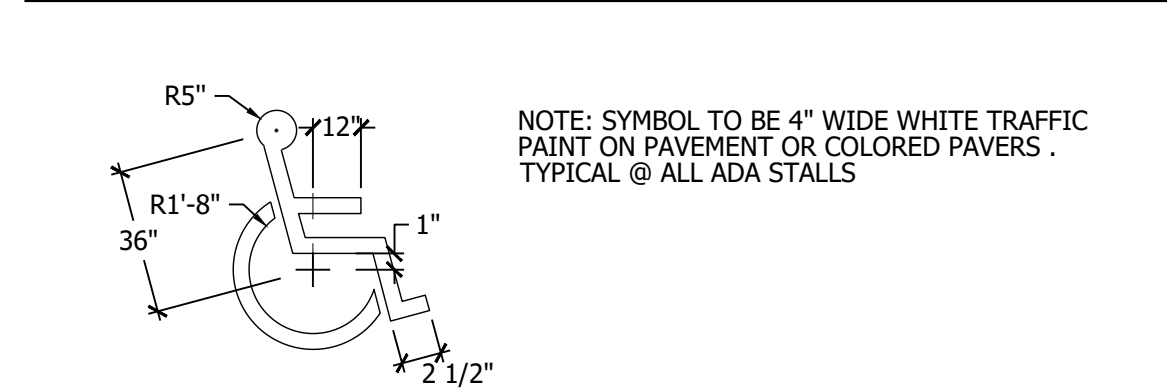 R5"
12"
NOTE: SYMBOL TO BE 4" WIDE WHITE TRAFFIC
PAINT ON PAVEMENT OR COLORED PAVERS .
TYPICAL @ ALL ADA STALLS
R1'-8"
1"
36"
2 1/2"